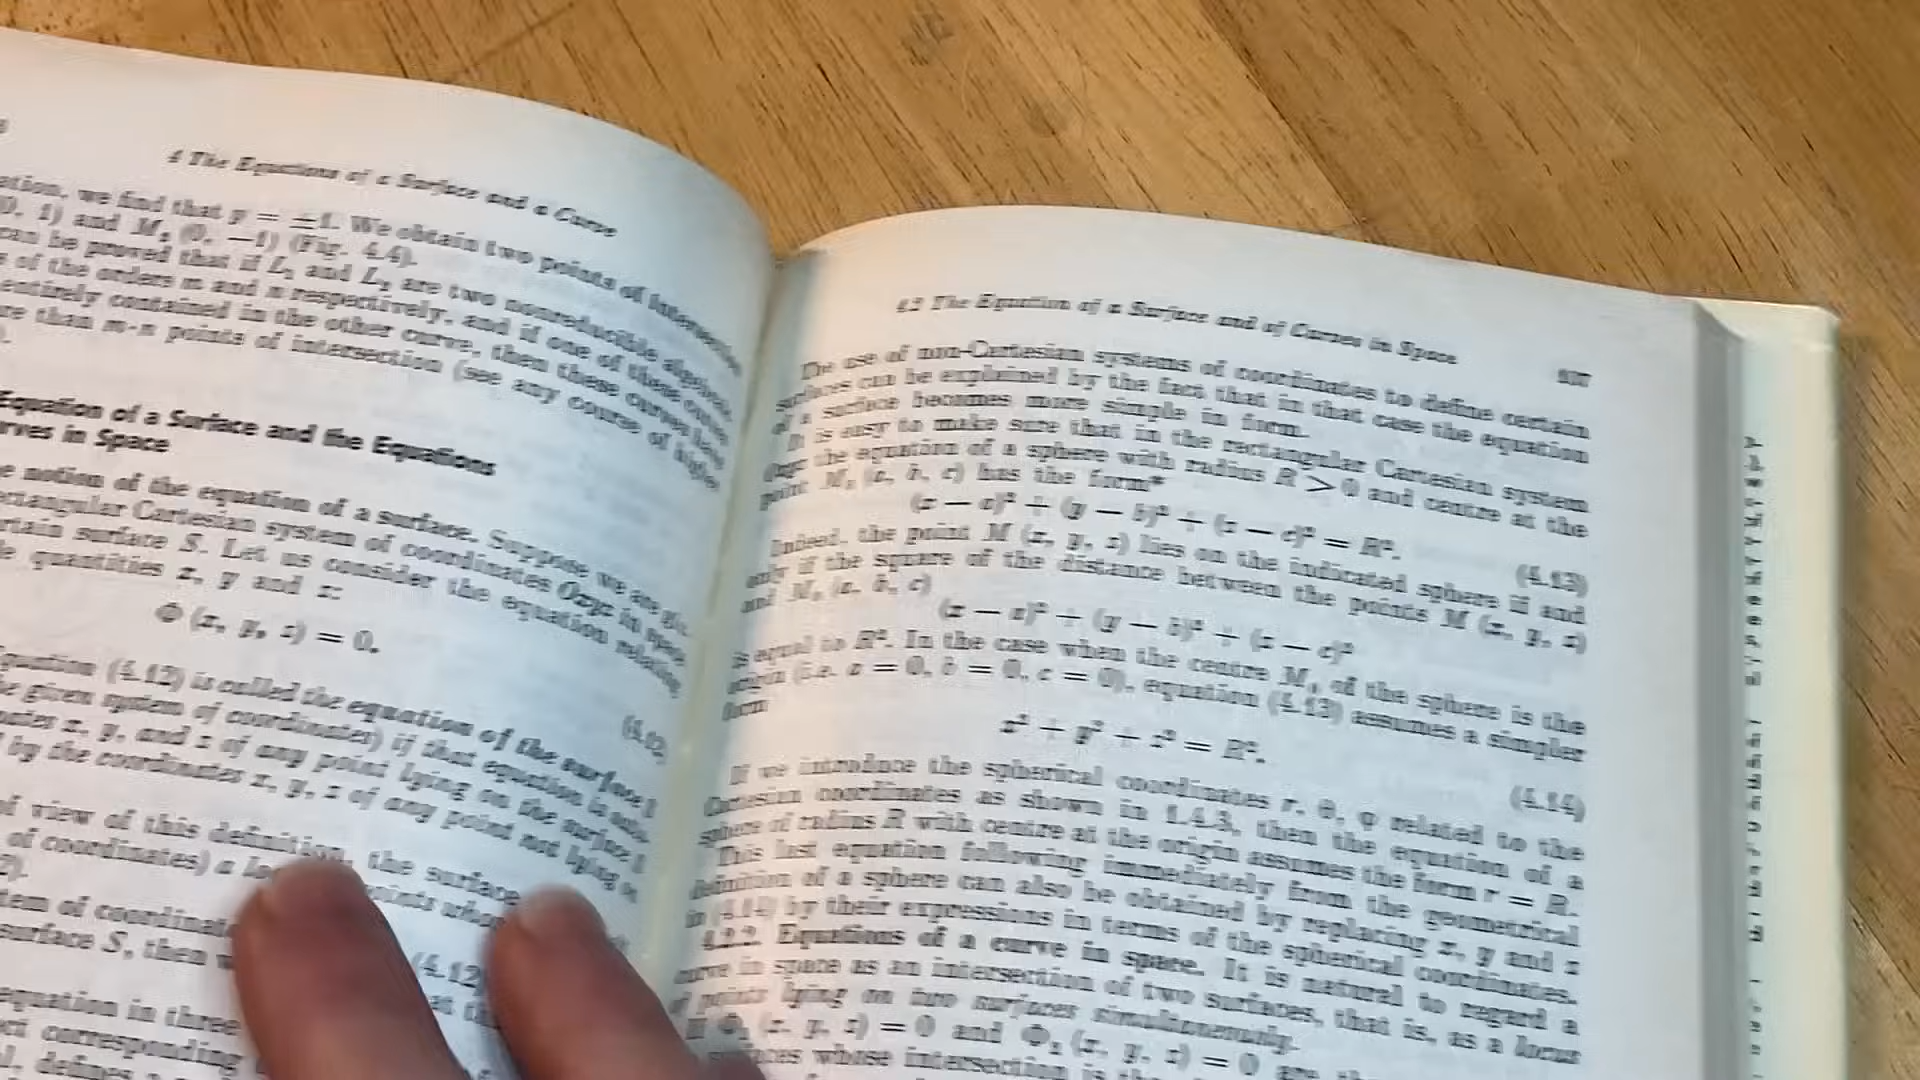 4 The Equations of a Surface and a Curve
ation, we find that y = ±1. We obtain two points of intersection
(0, 1) and M₂ (0, —1) (Fig. 4.4).
can be proved that if L₁ and L₂ are two nonreducible algebraic
s of the orders m and n respectively, and if one of these curves
entirely contained in the other curve, then these curves have
re than m·n points of intersection (see any course of higher
).
Equation of a Surface and the Equations
rves in Space
e notion of the equation of a surface. Suppose we are
ectangular Cartesian system of coordinates Oxyz in space
ertain surface S. Let us consider the equation relating
le quantities x, y and z:
Φ (x, y, z) = 0.
(4.12)
Equation (4.12) is called the equation of the surface
he given system of coordinates) if that equation is
nates x, y, and z of any point lying on the surface
by the coordinates x, y, z of any point not lying
of view of this definition, the surface
of coordinates) a points
2).
tem of
surface S, then
(4.12
equation in three
ect corresponding
l, defines
4.2 The Equation of a Surface and of Curves in Space
107
The use of non-Cartesian systems of coordinates to define certain
surfaces can be explained by the fact that in that case the equation
of a surface becomes more simple in form.
It is easy to make sure that in the rectangular Cartesian system
Oxyz the equation of a sphere with radius R > 0 and centre at the
point M₀ (a, b, c) has the form*
(x — a)² + (y — b)² + (z — c)² = R².
(4.13)
Indeed, the point M (x, y, z) lies on the indicated sphere if and
only if the square of the distance between the points M (x, y, z)
and M₀ (a, b, c)
(x — a)² + (y — b)² + (z — c)²
is equal to R². In the case when the centre M₀ of the sphere is the
origin (i.e. a = 0, b = 0, c = 0), equation (4.13) assumes a simpler
form
x² + y² + z² = R².
(4.14)
If we introduce the spherical coordinates r, θ, φ related to the
Cartesian coordinates as shown in 1.4.3, then the equation of a
sphere of radius R with centre at the origin assumes the form r = R.
This last equation following immediately from the geometrical
definition of a sphere can also be obtained by replacing x, y and z
in (4.14) by their expressions in terms of the spherical coordinates.
4.2.2. Equations of a curve in space. It is natural to regard a
curve in space as an intersection of two surfaces, that is, as a locus
of points lying on two surfaces simultaneously.
If Φ₁ (x, y, z) = 0 and Φ₂ (x, y, z) = 0 are
surfaces whose intersection is